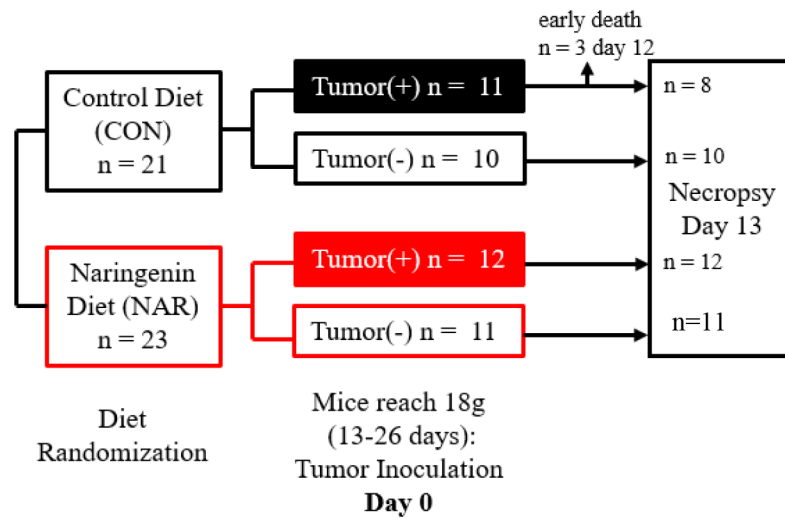 early death
n = 3 day 12
Control Diet
(CON)
n = 21
Tumor(+) n = 11
n = 8
Tumor(-) n = 10
n = 10
Necropsy
Day 13
Naringenin
Diet (NAR)
n = 23
Tumor(+) n = 12
n = 12
Tumor(-) n = 11
n=11
Diet
Randomization
Mice reach 18g
(13-26 days):
Tumor Inoculation
Day 0